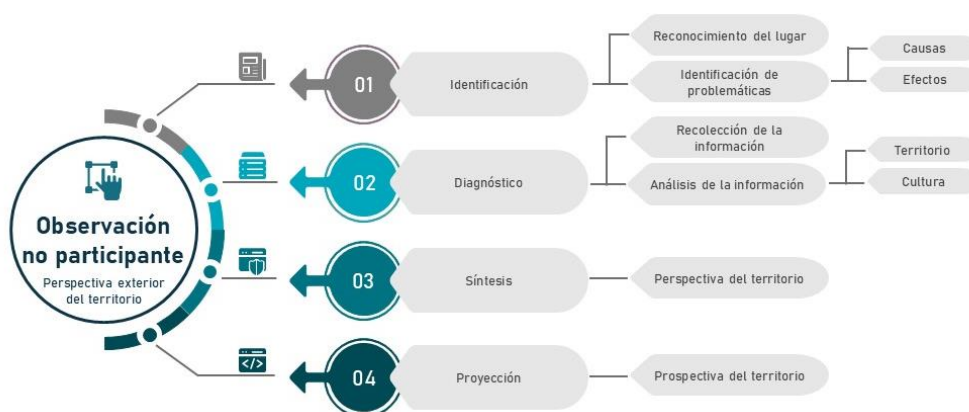 Observación
no participante
Perspectiva exterior
del territorio
01
Identificación
Reconocimiento del lugar
Identificación de
problemáticas
Causas
Efectos
02
Diagnóstico
Recolección de la
información
Análisis de la información
Territorio
Cultura
03
Síntesis
Perspectiva del territorio
</>
04
Proyección
Prospectiva del territorio